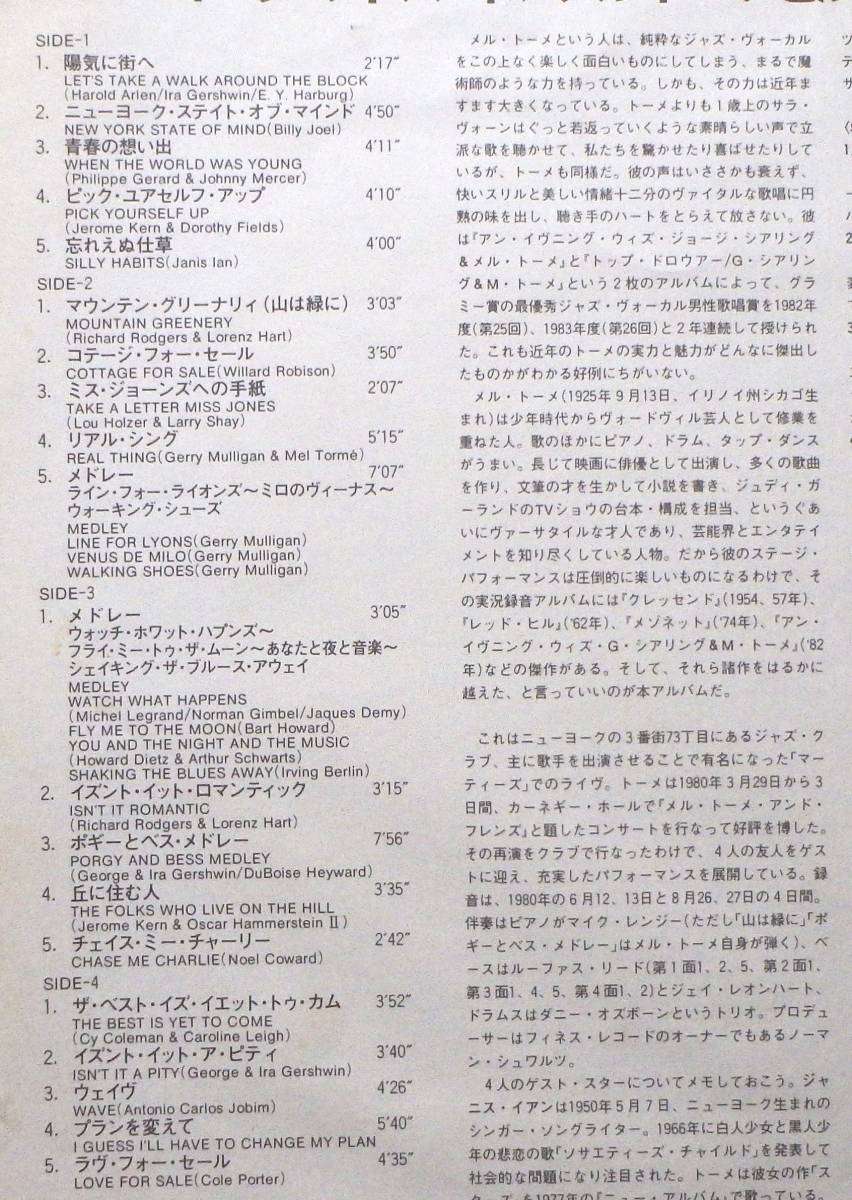 SIDE-1
1. 陽気に街へ 2′17″
LET'S TAKE A WALK AROUND THE BLOCK
(Harold Arlen/Ira Gershwin/E. Y. Harburg)
2. ニューヨーク・ステイト・オブ・マインド 4′50″
NEW YORK STATE OF MIND(Billy Joel)
3. 青春の想い出 4′11″
WHEN THE WORLD WAS YOUNG
(Philippe Gerard & Johnny Mercer)
4. ピック・ユアセルフ・アップ 4′10″
PICK YOURSELF UP
(Jerome Kern & Dorothy Fields)
5. 忘れえぬ仕草 4′00″
SILLY HABITS(Janis Ian)
SIDE-2
1. マウンテン・グリーナリィ(山は緑に) 3′03″
MOUNTAIN GREENERY
(Richard Rodgers & Lorenz Hart)
2. コテージ・フォー・セール 3′50″
COTTAGE FOR SALE(Willard Robison)
3. ミス・ジョーンズへの手紙 2′07″
TAKE A LETTER MISS JONES
(Lou Holzer & Larry Shay)
4. リアル・シング 5′15″
REAL THING(Gerry Mulligan & Mel Tormé)
5. メドレー 7′07″
ライン・フォー・ライオンズ〜ミロのヴィーナス〜
ウォーキング・シューズ
MEDLEY
LINE FOR LYONS(Gerry Mulligan)
VENUS DE MILO(Gerry Mulligan)
WALKING SHOES(Gerry Mulligan)
SIDE-3
1. メドレー 3′05″
ウォッチ・ホワット・ハプンズ〜
フライ・ミー・トゥ・ザ・ムーン〜あなたと夜と音楽〜
シェイキング・ザ・ブルース・アウェイ
MEDLEY
WATCH WHAT HAPPENS
(Michel Legrand/Norman Gimbel/Jaques Demy)
FLY ME TO THE MOON(Bart Howard)
YOU AND THE NIGHT AND THE MUSIC
(Howard Dietz & Arthur Schwarts)
SHAKING THE BLUES AWAY(Irving Berlin)
2. イズント・イット・ロマンティック 3′15″
ISN'T IT ROMANTIC
(Richard Rodgers & Lorenz Hart)
3. ポギーとベス・メドレー 7′56″
PORGY AND BESS MEDLEY
(George & Ira Gershwin/DuBoise Heyward)
4. 丘に住む人 3′35″
THE FOLKS WHO LIVE ON THE HILL
(Jerome Kern & Oscar Hammerstein II)
5. チェイス・ミー・チャーリー 2′42″
CHASE ME CHARLIE(Noel Coward)
SIDE-4
1. ザ・ベスト・イズ・イエット・トゥ・カム 3′52″
THE BEST IS YET TO COME
(Cy Coleman & Caroline Leigh)
2. イズント・イット・ア・ピティ 3′40″
ISN'T IT A PITY(George & Ira Gershwin)
3. ウェイヴ 4′26″
WAVE(Antonio Carlos Jobim)
4. プランを変えて 5′40″
I GUESS I'LL HAVE TO CHANGE MY PLAN
5. ラヴ・フォー・セール 4′35″
LOVE FOR SALE(Cole Porter)
メル・トーメという人は、純粋なジャズ・ヴォーカル
をこの上なく楽しく面白いものにしてしまう、まるで魔
術師のような力を持っている。しかも、その力は近年ま
すます大きくなっている。トーメよりも1歳上のサラ・
ヴォーンはぐっと若返っていくような素晴らしい声で立
派な歌を聴かせて、私たちを驚かせたり喜ばせたりして
いるが、トーメも同様だ。彼の声はいささかも衰えず、
快いスリルと美しい情緒十二分のヴァイタルな歌唱に円
熟の味を出し、聴き手のハートをとらえて放さない。彼
は『アン・イヴニング・ウィズ・ジョージ・シアリング
&メル・トーメ』と『トップ・ドロウアー/G・シアリン
グ&M・トーメ』という2枚のアルバムによって、グラ
ミー賞の最優秀ジャズ・ヴォーカル男性歌唱賞を1982年
度(第25回)、1983年度(第26回)と2年連続して授けられ
た。これも近年のトーメの実力と魅力がどんなに傑出し
たものかがわかる好例にちがいない。
メル・トーメ(1925年9月13日、イリノイ州シカゴ生
まれ)は少年時代からヴォードヴィル芸人として修業を
重ねた人。歌のほかにピアノ、ドラム、タップ・ダンス
がうまい。長じて映画に俳優として出演し、多くの歌曲
を作り、文筆の才を生かして小説を書き、ジュディ・ガ
ーランドのTVショウの台本・構成を担当、というぐあ
いにヴァーサタイルな才人であり、芸能界とエンタテイ
メントを知り尽くしている人物。だから彼のステージ・
パフォーマンスは圧倒的に楽しいものになるわけで、そ
の実況録音アルバムには『クレッセンド』(1954、57年)、
『レッド・ヒル』('62年)、『メゾネット』('74年)、『アン・
イヴニング・ウィズ・G・シアリング&M・トーメ』('82
年)などの傑作がある。そして、それら諸作をはるかに
越えた、と言っていいのが本アルバムだ。
これはニューヨークの3番街73丁目にあるジャズ・ク
ラブ、主に歌手を出演させることで有名になった「マー
ティーズ」でのライヴ。トーメは1980年3月29日から3
日間、カーネギー・ホールで『メル・トーメ・アンド・
フレンズ』と題したコンサートを行なって好評を博した。
その再演をクラブで行なったわけで、4人の友人をゲス
トに迎え、充実したパフォーマンスを展開している。録
音は、1980年の6月12、13日と8月26、27日の4日間。
伴奏はピアノがマイク・レンジー(ただし「山は緑に」「ポ
ギーとベス・メドレー」はメル・トーメ自身が弾く)、ベ
ースはルーファス・リード(第1面1、2、5、第2面1、
第3面1、4、5、第4面1、2)とジェイ・レオンハート、
ドラムスはダニー・オズボーンというトリオ。プロデュ
ーサーはフィネス・レコードのオーナーでもあるノーマ
ン・シュワルツ。
4人のゲスト・スターについてメモしておこう。ジャ
ニス・イアンは1950年5月7日、ニューヨーク生まれの
シンガー・ソングライター。1966年に白人少女と黒人少
年の悲恋の歌「ソサエティーズ・チャイルド」を発表して
社会的な問題になり注目された。トーメは彼女の作「ス
ターズ」を1977年の『ニュー・アルバム』で歌っている。